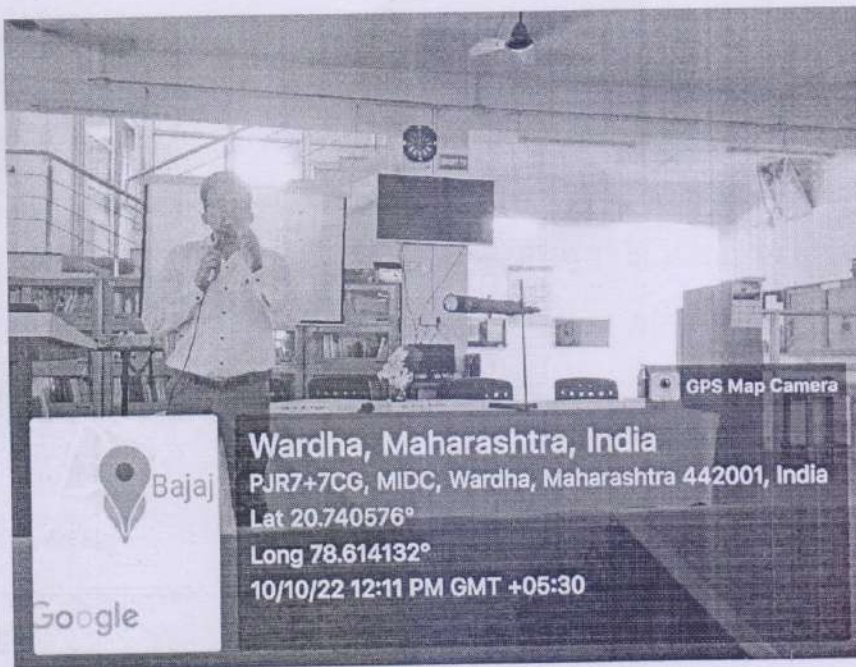 GPS Map Camera
Wardha, Maharashtra, India
PJR7+7CG, MIDC, Wardha, Maharashtra 442001, India
Lat 20.740576°
Long 78.614132°
10/10/22 12:11 PM GMT +05:30
Bajaj
Google